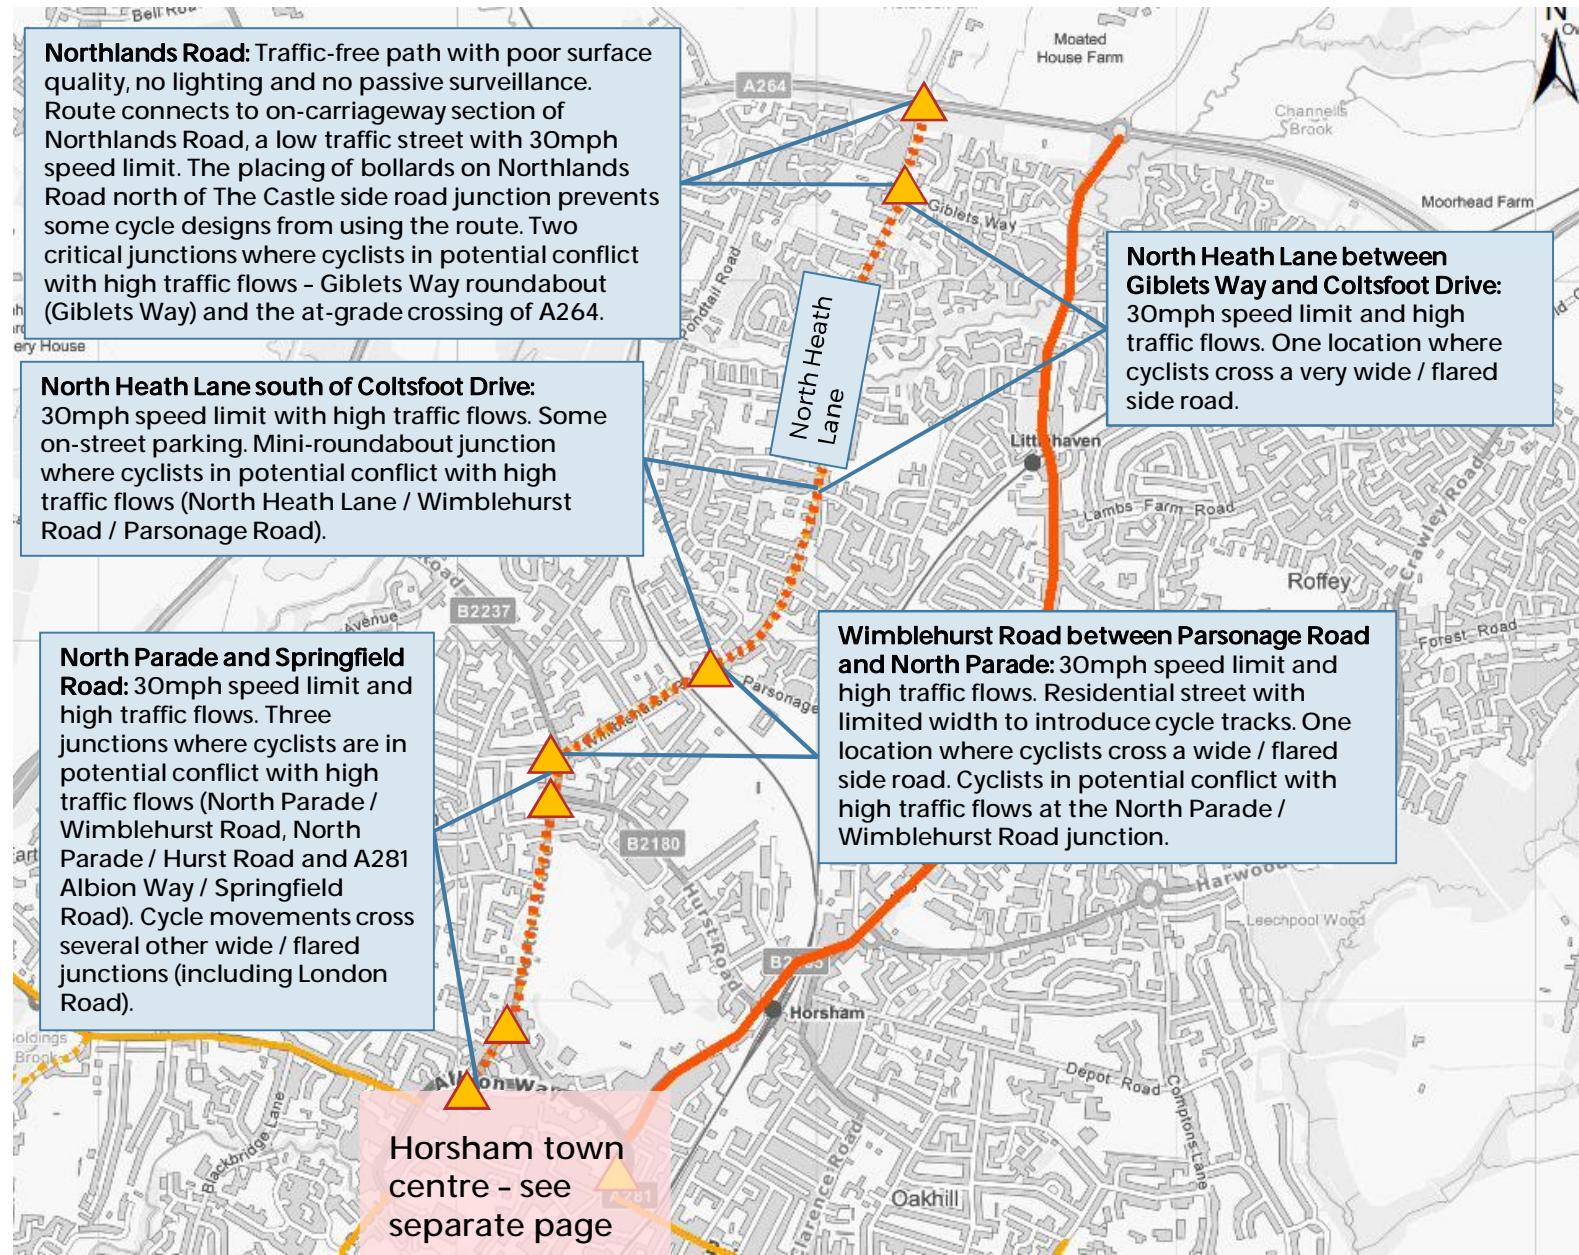 Bell Roa
N
Moated
House Farm
A264
Channells
Brook
Moorhead Farm
Northlands Road: Traffic-free path with poor surface
quality, no lighting and no passive surveillance.
Route connects to on-carriageway section of
Northlands Road, a low traffic street with 30mph
speed limit. The placing of bollards on Northlands
Road north of The Castle side road junction prevents
some cycle designs from using the route. Two
critical junctions where cyclists in potential conflict
with high traffic flows – Giblets Way roundabout
(Giblets Way) and the at-grade crossing of A264.
Giblets Way
Pondtail Road
ery House
North Heath
Lane
North Heath Lane between
Giblets Way and Coltsfoot Drive:
30mph speed limit and high
traffic flows. One location where
cyclists cross a very wide / flared
side road.
North Heath Lane south of Coltsfoot Drive:
30mph speed limit with high traffic flows. Some
on-street parking. Mini-roundabout junction
where cyclists in potential conflict with high
traffic flows (North Heath Lane / Wimblehurst
Road / Parsonage Road).
Littlehaven
Lambs Farm Road
Crawley Road
Roffey
Forest Road
Road
Avenue
B2237
Parsonage
North Parade and Springfield
Road: 30mph speed limit and
high traffic flows. Three
junctions where cyclists are in
potential conflict with high
traffic flows (North Parade /
Wimblehurst Road, North
Parade / Hurst Road and A281
Albion Way / Springfield
Road). Cycle movements cross
several other wide / flared
junctions (including London
Road).
Wimblehurst Road between Parsonage Road
and North Parade: 30mph speed limit and
high traffic flows. Residential street with
limited width to introduce cycle tracks. One
location where cyclists cross a wide / flared
side road. Cyclists in potential conflict with
high traffic flows at the North Parade /
Wimblehurst Road junction.
B2180
Hurst Road
Harwoo
Leechpool Wood
Horsham
oldings
Brook
Albion Way
Depot Road
Comptons Lane
Blackbridge Lane
Clarence Road
Oakhill
A281
Horsham town
centre – see
separate page